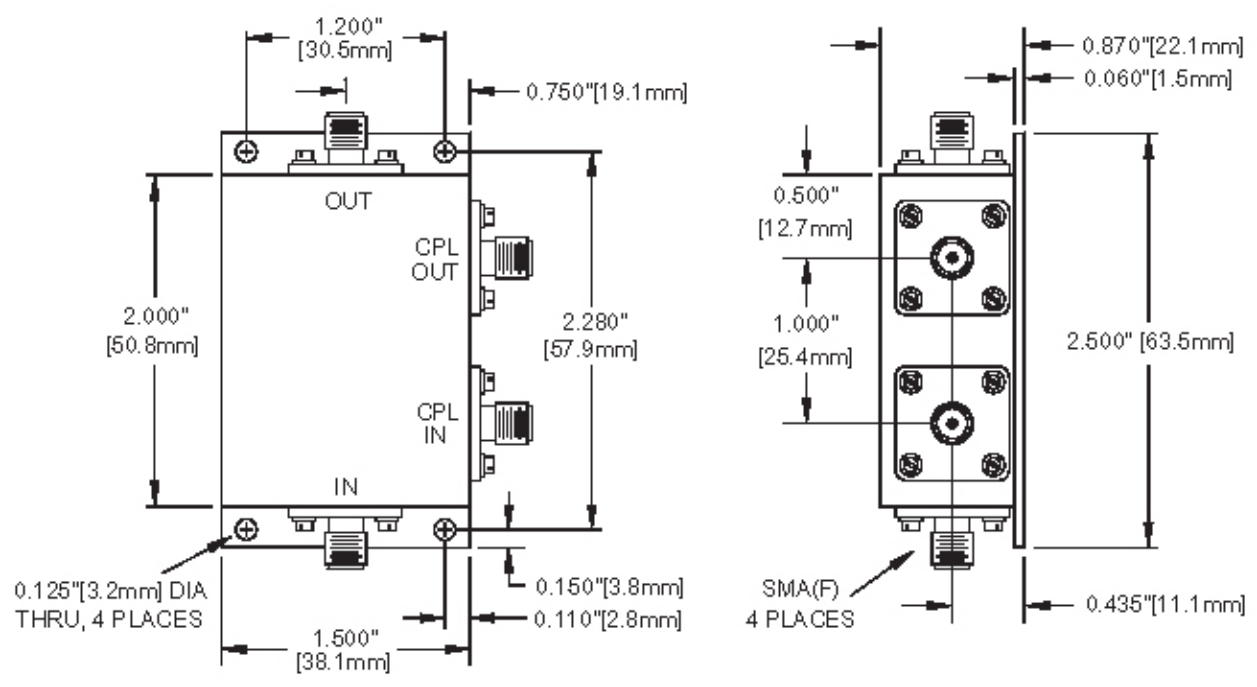 1.200"
[30.5mm]
0.750"[19.1mm]
OUT
CPL
OUT
2.000"
[50.8mm]
2.280"
[57.9mm]
CPL
IN
IN
0.125"[3.2mm] DIA
THRU, 4 PLACES
0.150"[3.8mm]
0.110"[2.8mm]
1.500"
[38.1mm]
0.870"[22.1mm]
0.060"[1.5mm]
0.500"
[12.7mm]
1.000"
[25.4mm]
2.500" [63.5mm]
SMA(F)
4 PLACES
0.435"[11.1mm]